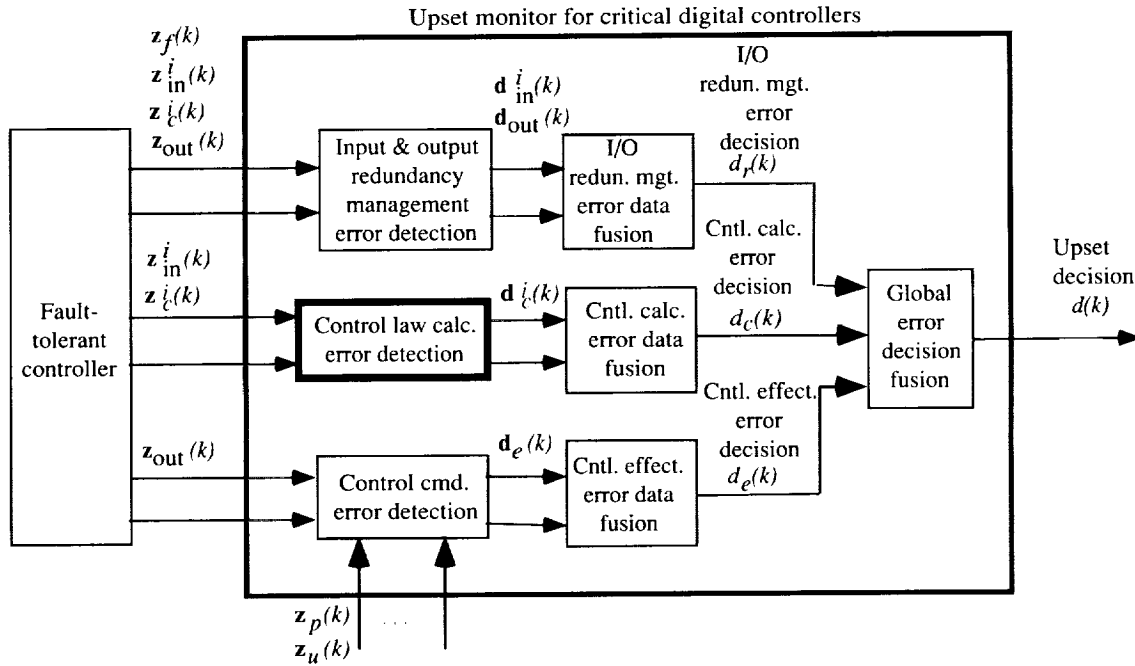 Upset monitor for critical digital controllers
z_f(k)
z^i_in(k)
z^i_c(k)
z_out(k)
Fault-
tolerant
controller
z^i_in(k)
z^i_c(k)
z_out(k)
Input & output
redundancy
management
error detection
d^i_in(k)
d_out(k)
I/O
redun. mgt.
error data
fusion
I/O
redun. mgt.
error
decision
d_r(k)
Control law calc.
error detection
d^i_c(k)
Cntl. calc.
error data
fusion
Cntl. calc.
error
decision
d_c(k)
Control cmd.
error detection
d_e(k)
Cntl. effect.
error data
fusion
Cntl. effect.
error
decision
d_e(k)
Global
error
decision
fusion
Upset
decision
d(k)
z_p(k) ...
z_u(k)